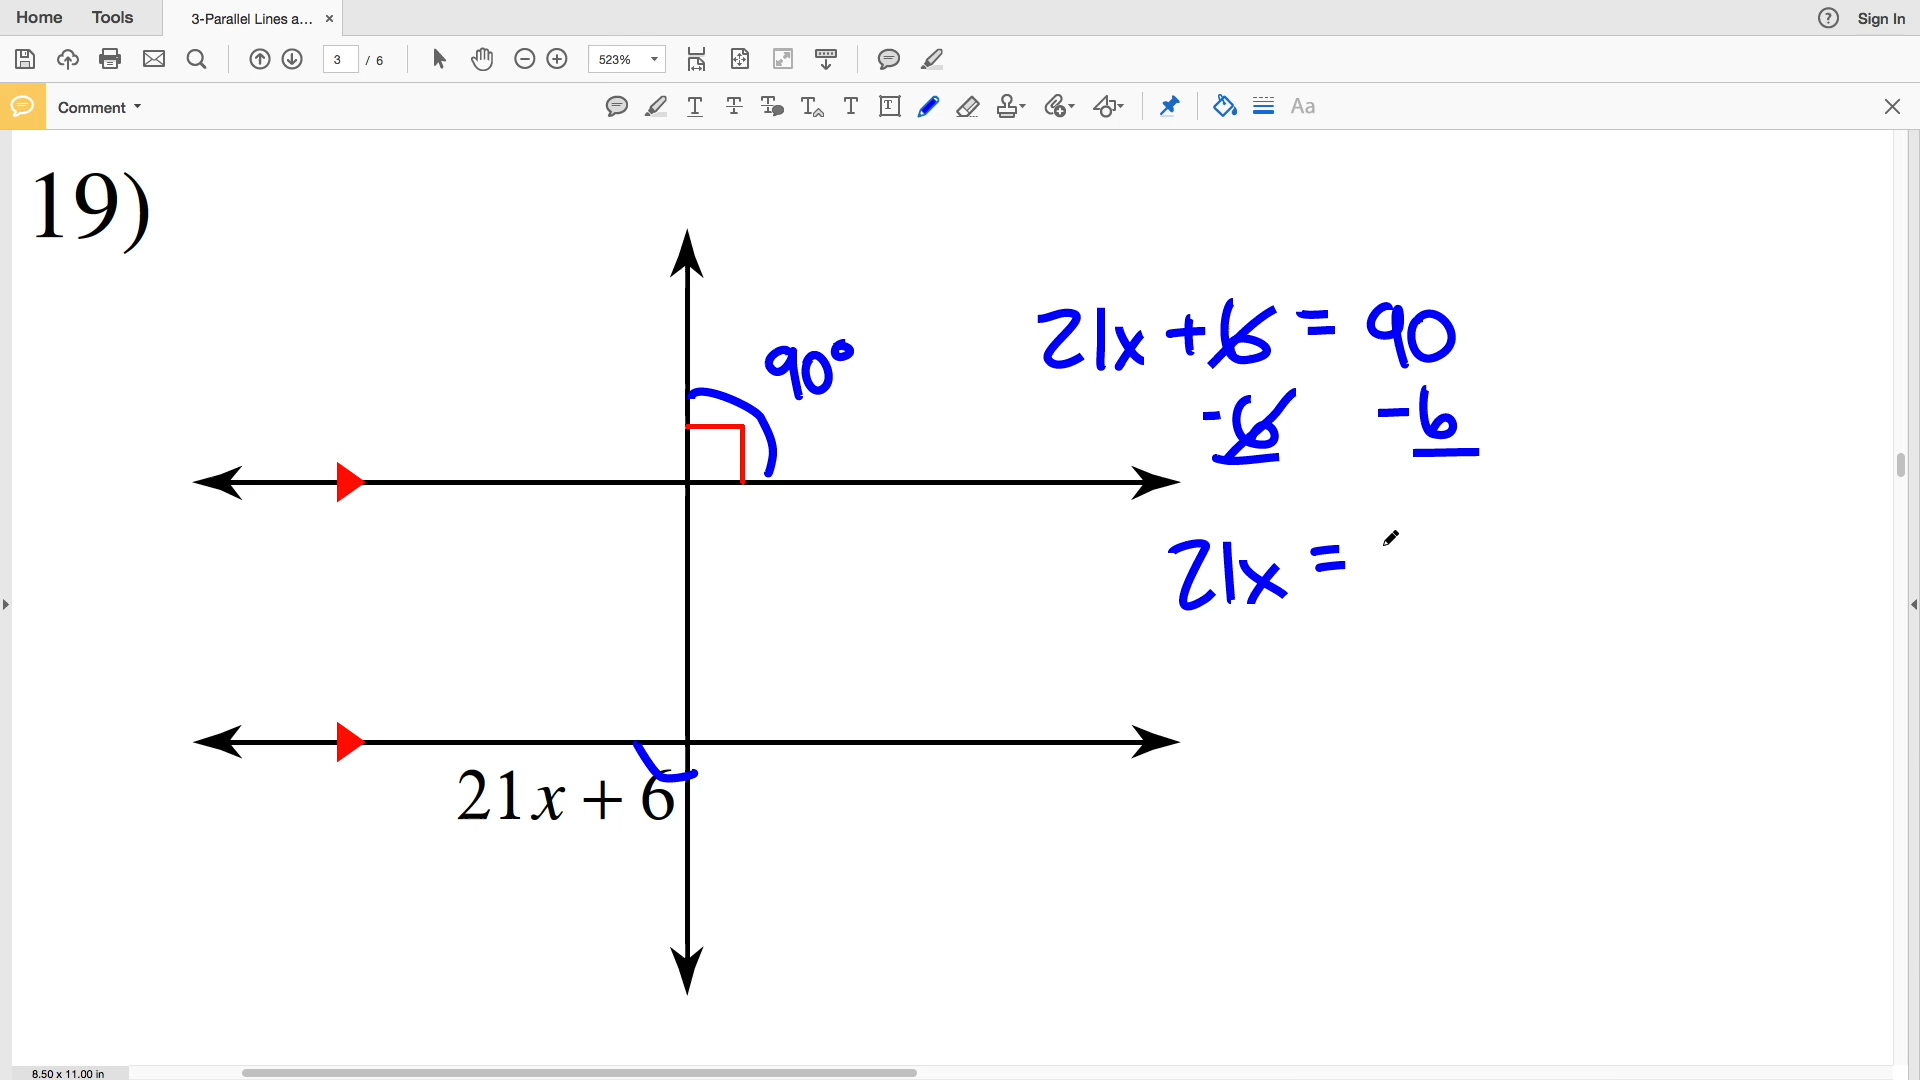 Home Tools 3-Parallel Lines a... × ? Sign In
3 / 6 523%
Comment T T T T T T Aa
19)
21x + 6 = 90
90°
-6 -6
21x =
21x + 6
8.50 x 11.00 in